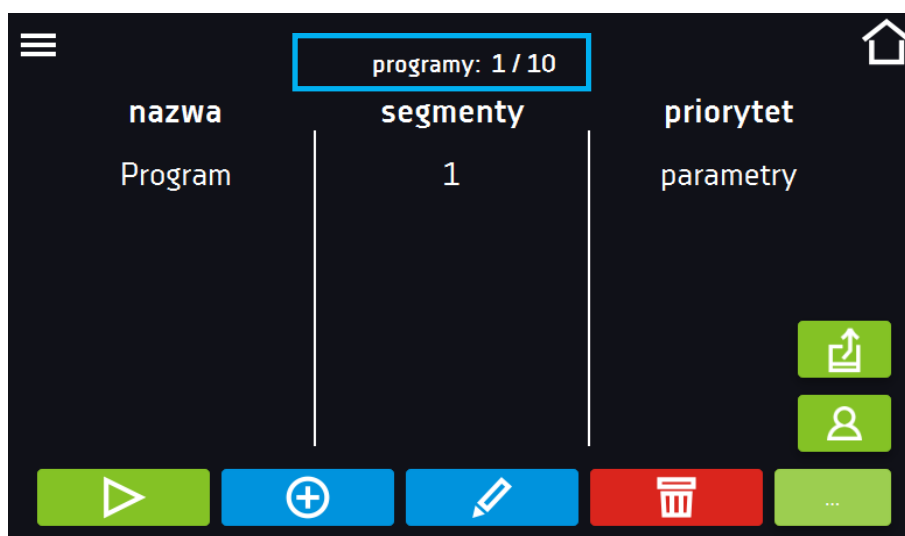 programy: 1 / 10
nazwa segmenty priorytet
Program 1 parametry
...